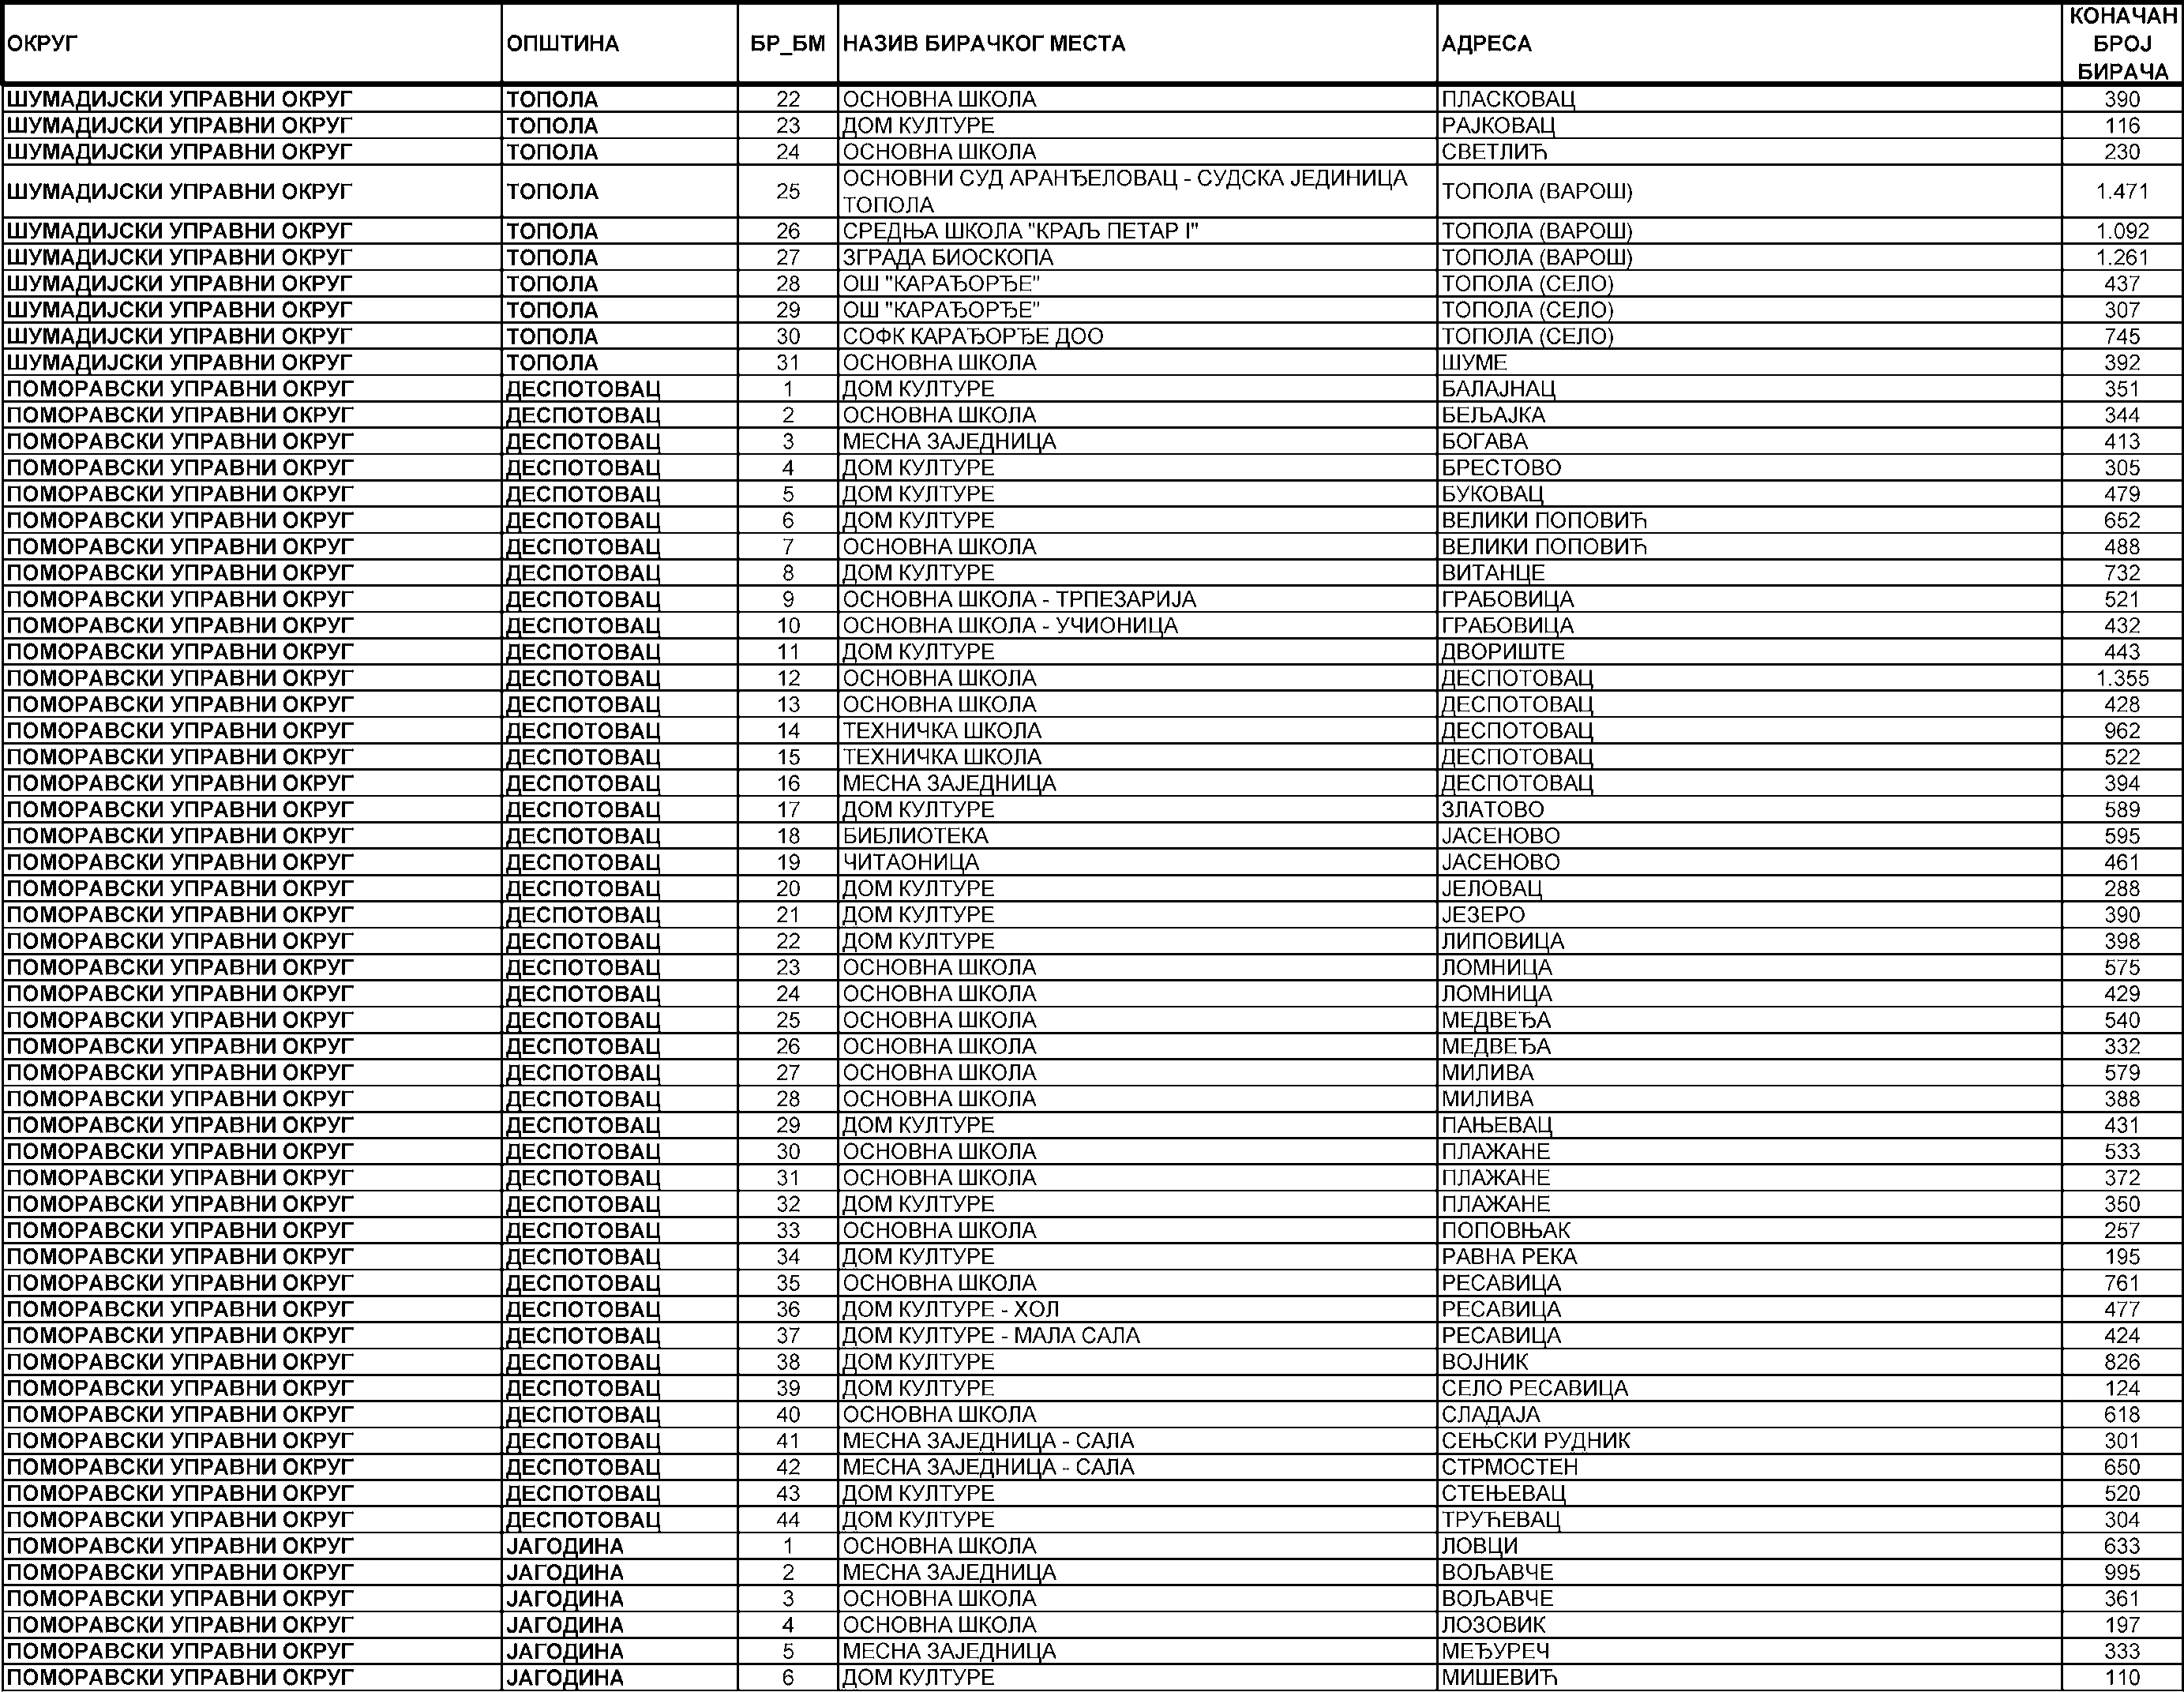 ОКРУГ ОПШТИНА БР_БМ НАЗИВ БИРАЧКОГ МЕСТА АДРЕСА КОНАЧАН БРОЈ БИРАЧА
ШУМАДИЈСКИ УПРАВНИ ОКРУГ ТОПОЛА 22 ОСНОВНА ШКОЛА ПЛАСКОВАЦ 390
ШУМАДИЈСКИ УПРАВНИ ОКРУГ ТОПОЛА 23 ДОМ КУЛТУРЕ РАЈКОВАЦ 116
ШУМАДИЈСКИ УПРАВНИ ОКРУГ ТОПОЛА 24 ОСНОВНА ШКОЛА СВЕТЛИЋ 230
ШУМАДИЈСКИ УПРАВНИ ОКРУГ ТОПОЛА 25 ОСНОВНИ СУД АРАНЂЕЛОВАЦ - СУДСКА ЈЕДИНИЦА ТОПОЛА ТОПОЛА (ВАРОШ) 1.471
ШУМАДИЈСКИ УПРАВНИ ОКРУГ ТОПОЛА 26 СРЕДЊА ШКОЛА "КРАЉ ПЕТАР I" ТОПОЛА (ВАРОШ) 1.092
ШУМАДИЈСКИ УПРАВНИ ОКРУГ ТОПОЛА 27 ЗГРАДА БИОСКОПА ТОПОЛА (ВАРОШ) 1.261
ШУМАДИЈСКИ УПРАВНИ ОКРУГ ТОПОЛА 28 ОШ "КАРАЂОРЂЕ" ТОПОЛА (СЕЛО) 437
ШУМАДИЈСКИ УПРАВНИ ОКРУГ ТОПОЛА 29 ОШ "КАРАЂОРЂЕ" ТОПОЛА (СЕЛО) 307
ШУМАДИЈСКИ УПРАВНИ ОКРУГ ТОПОЛА 30 СОФК КАРАЂОРЂЕ ДОО ТОПОЛА (СЕЛО) 745
ШУМАДИЈСКИ УПРАВНИ ОКРУГ ТОПОЛА 31 ОСНОВНА ШКОЛА ШУМЕ 392
ПОМОРАВСКИ УПРАВНИ ОКРУГ ДЕСПОТОВАЦ 1 ДОМ КУЛТУРЕ БАЛАЈНАЦ 351
ПОМОРАВСКИ УПРАВНИ ОКРУГ ДЕСПОТОВАЦ 2 ОСНОВНА ШКОЛА БЕЉАЈКА 344
ПОМОРАВСКИ УПРАВНИ ОКРУГ ДЕСПОТОВАЦ 3 МЕСНА ЗАЈЕДНИЦА БОГАВА 413
ПОМОРАВСКИ УПРАВНИ ОКРУГ ДЕСПОТОВАЦ 4 ДОМ КУЛТУРЕ БРЕСТОВО 305
ПОМОРАВСКИ УПРАВНИ ОКРУГ ДЕСПОТОВАЦ 5 ДОМ КУЛТУРЕ БУКОВАЦ 479
ПОМОРАВСКИ УПРАВНИ ОКРУГ ДЕСПОТОВАЦ 6 ДОМ КУЛТУРЕ ВЕЛИКИ ПОПОВИЋ 652
ПОМОРАВСКИ УПРАВНИ ОКРУГ ДЕСПОТОВАЦ 7 ОСНОВНА ШКОЛА ВЕЛИКИ ПОПОВИЋ 488
ПОМОРАВСКИ УПРАВНИ ОКРУГ ДЕСПОТОВАЦ 8 ДОМ КУЛТУРЕ ВИТАНЦЕ 732
ПОМОРАВСКИ УПРАВНИ ОКРУГ ДЕСПОТОВАЦ 9 ОСНОВНА ШКОЛА - ТРПЕЗАРИЈА ГРАБОВИЦА 521
ПОМОРАВСКИ УПРАВНИ ОКРУГ ДЕСПОТОВАЦ 10 ОСНОВНА ШКОЛА - УЧИОНИЦА ГРАБОВИЦА 432
ПОМОРАВСКИ УПРАВНИ ОКРУГ ДЕСПОТОВАЦ 11 ДОМ КУЛТУРЕ ДВОРИШТЕ 443
ПОМОРАВСКИ УПРАВНИ ОКРУГ ДЕСПОТОВАЦ 12 ОСНОВНА ШКОЛА ДЕСПОТОВАЦ 1.355
ПОМОРАВСКИ УПРАВНИ ОКРУГ ДЕСПОТОВАЦ 13 ОСНОВНА ШКОЛА ДЕСПОТОВАЦ 428
ПОМОРАВСКИ УПРАВНИ ОКРУГ ДЕСПОТОВАЦ 14 ТЕХНИЧКА ШКОЛА ДЕСПОТОВАЦ 962
ПОМОРАВСКИ УПРАВНИ ОКРУГ ДЕСПОТОВАЦ 15 ТЕХНИЧКА ШКОЛА ДЕСПОТОВАЦ 522
ПОМОРАВСКИ УПРАВНИ ОКРУГ ДЕСПОТОВАЦ 16 МЕСНА ЗАЈЕДНИЦА ДЕСПОТОВАЦ 394
ПОМОРАВСКИ УПРАВНИ ОКРУГ ДЕСПОТОВАЦ 17 ДОМ КУЛТУРЕ ЗЛАТОВО 589
ПОМОРАВСКИ УПРАВНИ ОКРУГ ДЕСПОТОВАЦ 18 БИБЛИОТЕКА ЈАСЕНОВО 595
ПОМОРАВСКИ УПРАВНИ ОКРУГ ДЕСПОТОВАЦ 19 ЧИТАОНИЦА ЈАСЕНОВО 461
ПОМОРАВСКИ УПРАВНИ ОКРУГ ДЕСПОТОВАЦ 20 ДОМ КУЛТУРЕ ЈЕЛОВАЦ 288
ПОМОРАВСКИ УПРАВНИ ОКРУГ ДЕСПОТОВАЦ 21 ДОМ КУЛТУРЕ ЈЕЗЕРО 390
ПОМОРАВСКИ УПРАВНИ ОКРУГ ДЕСПОТОВАЦ 22 ДОМ КУЛТУРЕ ЛИПОВИЦА 398
ПОМОРАВСКИ УПРАВНИ ОКРУГ ДЕСПОТОВАЦ 23 ОСНОВНА ШКОЛА ЛОМНИЦА 575
ПОМОРАВСКИ УПРАВНИ ОКРУГ ДЕСПОТОВАЦ 24 ОСНОВНА ШКОЛА ЛОМНИЦА 429
ПОМОРАВСКИ УПРАВНИ ОКРУГ ДЕСПОТОВАЦ 25 ОСНОВНА ШКОЛА МЕДВЕЂА 540
ПОМОРАВСКИ УПРАВНИ ОКРУГ ДЕСПОТОВАЦ 26 ОСНОВНА ШКОЛА МЕДВЕЂА 332
ПОМОРАВСКИ УПРАВНИ ОКРУГ ДЕСПОТОВАЦ 27 ОСНОВНА ШКОЛА МИЛИВА 579
ПОМОРАВСКИ УПРАВНИ ОКРУГ ДЕСПОТОВАЦ 28 ОСНОВНА ШКОЛА МИЛИВА 388
ПОМОРАВСКИ УПРАВНИ ОКРУГ ДЕСПОТОВАЦ 29 ДОМ КУЛТУРЕ ПАЊЕВАЦ 431
ПОМОРАВСКИ УПРАВНИ ОКРУГ ДЕСПОТОВАЦ 30 ОСНОВНА ШКОЛА ПЛАЖАНЕ 533
ПОМОРАВСКИ УПРАВНИ ОКРУГ ДЕСПОТОВАЦ 31 ОСНОВНА ШКОЛА ПЛАЖАНЕ 372
ПОМОРАВСКИ УПРАВНИ ОКРУГ ДЕСПОТОВАЦ 32 ДОМ КУЛТУРЕ ПЛАЖАНЕ 350
ПОМОРАВСКИ УПРАВНИ ОКРУГ ДЕСПОТОВАЦ 33 ОСНОВНА ШКОЛА ПОПОВЊАК 257
ПОМОРАВСКИ УПРАВНИ ОКРУГ ДЕСПОТОВАЦ 34 ДОМ КУЛТУРЕ РАВНА РЕКА 195
ПОМОРАВСКИ УПРАВНИ ОКРУГ ДЕСПОТОВАЦ 35 ОСНОВНА ШКОЛА РЕСАВИЦА 761
ПОМОРАВСКИ УПРАВНИ ОКРУГ ДЕСПОТОВАЦ 36 ДОМ КУЛТУРЕ - ХОЛ РЕСАВИЦА 477
ПОМОРАВСКИ УПРАВНИ ОКРУГ ДЕСПОТОВАЦ 37 ДОМ КУЛТУРЕ - МАЛА САЛА РЕСАВИЦА 424
ПОМОРАВСКИ УПРАВНИ ОКРУГ ДЕСПОТОВАЦ 38 ДОМ КУЛТУРЕ ВОЈНИК 826
ПОМОРАВСКИ УПРАВНИ ОКРУГ ДЕСПОТОВАЦ 39 ДОМ КУЛТУРЕ СЕЛО РЕСАВИЦА 124
ПОМОРАВСКИ УПРАВНИ ОКРУГ ДЕСПОТОВАЦ 40 ОСНОВНА ШКОЛА СЛАДАЈА 618
ПОМОРАВСКИ УПРАВНИ ОКРУГ ДЕСПОТОВАЦ 41 МЕСНА ЗАЈЕДНИЦА - САЛА СЕЊСКИ РУДНИК 301
ПОМОРАВСКИ УПРАВНИ ОКРУГ ДЕСПОТОВАЦ 42 МЕСНА ЗАЈЕДНИЦА - САЛА СТРМОСТЕН 650
ПОМОРАВСКИ УПРАВНИ ОКРУГ ДЕСПОТОВАЦ 43 ДОМ КУЛТУРЕ СТЕЊЕВАЦ 520
ПОМОРАВСКИ УПРАВНИ ОКРУГ ДЕСПОТОВАЦ 44 ДОМ КУЛТУРЕ ТРУЋЕВАЦ 304
ПОМОРАВСКИ УПРАВНИ ОКРУГ ЈАГОДИНА 1 ОСНОВНА ШКОЛА ЛОВЦИ 633
ПОМОРАВСКИ УПРАВНИ ОКРУГ ЈАГОДИНА 2 МЕСНА ЗАЈЕДНИЦА ВОЉАВЧЕ 995
ПОМОРАВСКИ УПРАВНИ ОКРУГ ЈАГОДИНА 3 ОСНОВНА ШКОЛА ВОЉАВЧЕ 361
ПОМОРАВСКИ УПРАВНИ ОКРУГ ЈАГОДИНА 4 ОСНОВНА ШКОЛА ЛОЗОВИК 197
ПОМОРАВСКИ УПРАВНИ ОКРУГ ЈАГОДИНА 5 МЕСНА ЗАЈЕДНИЦА МЕЂУРЕЧ 333
ПОМОРАВСКИ УПРАВНИ ОКРУГ ЈАГОДИНА 6 ДОМ КУЛТУРЕ МИШЕВИЋ 110